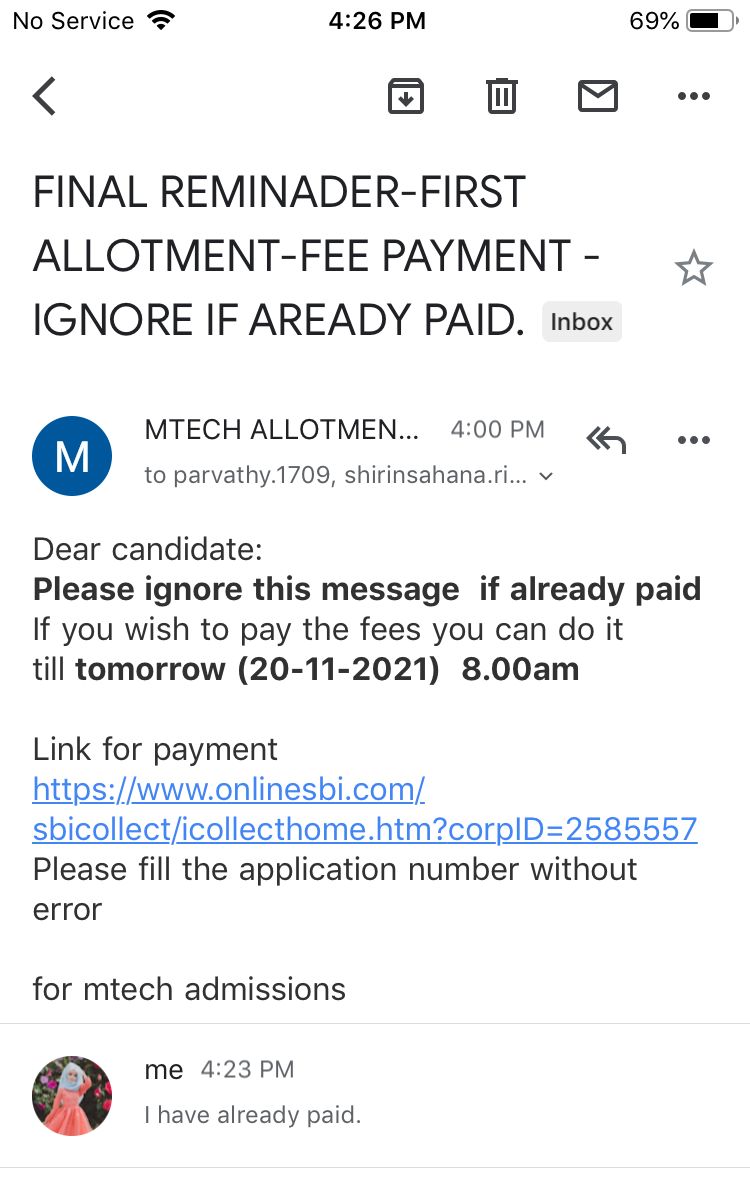 No Service
4:26 PM
69%
FINAL REMINADER-FIRST
ALLOTMENT-FEE PAYMENT -
IGNORE IF AREADY PAID. Inbox
M
MTECH ALLOTMEN... 4:00 PM
to parvathy.1709, shirinsahana.ri...
Dear candidate:
Please ignore this message  if already paid
If you wish to pay the fees you can do it
till tomorrow (20-11-2021)  8.00am
Link for payment
https://www.onlinesbi.com/
sbicollect/icollecthome.htm?corpID=2585557
Please fill the application number without
error
for mtech admissions
me 4:23 PM
I have already paid.